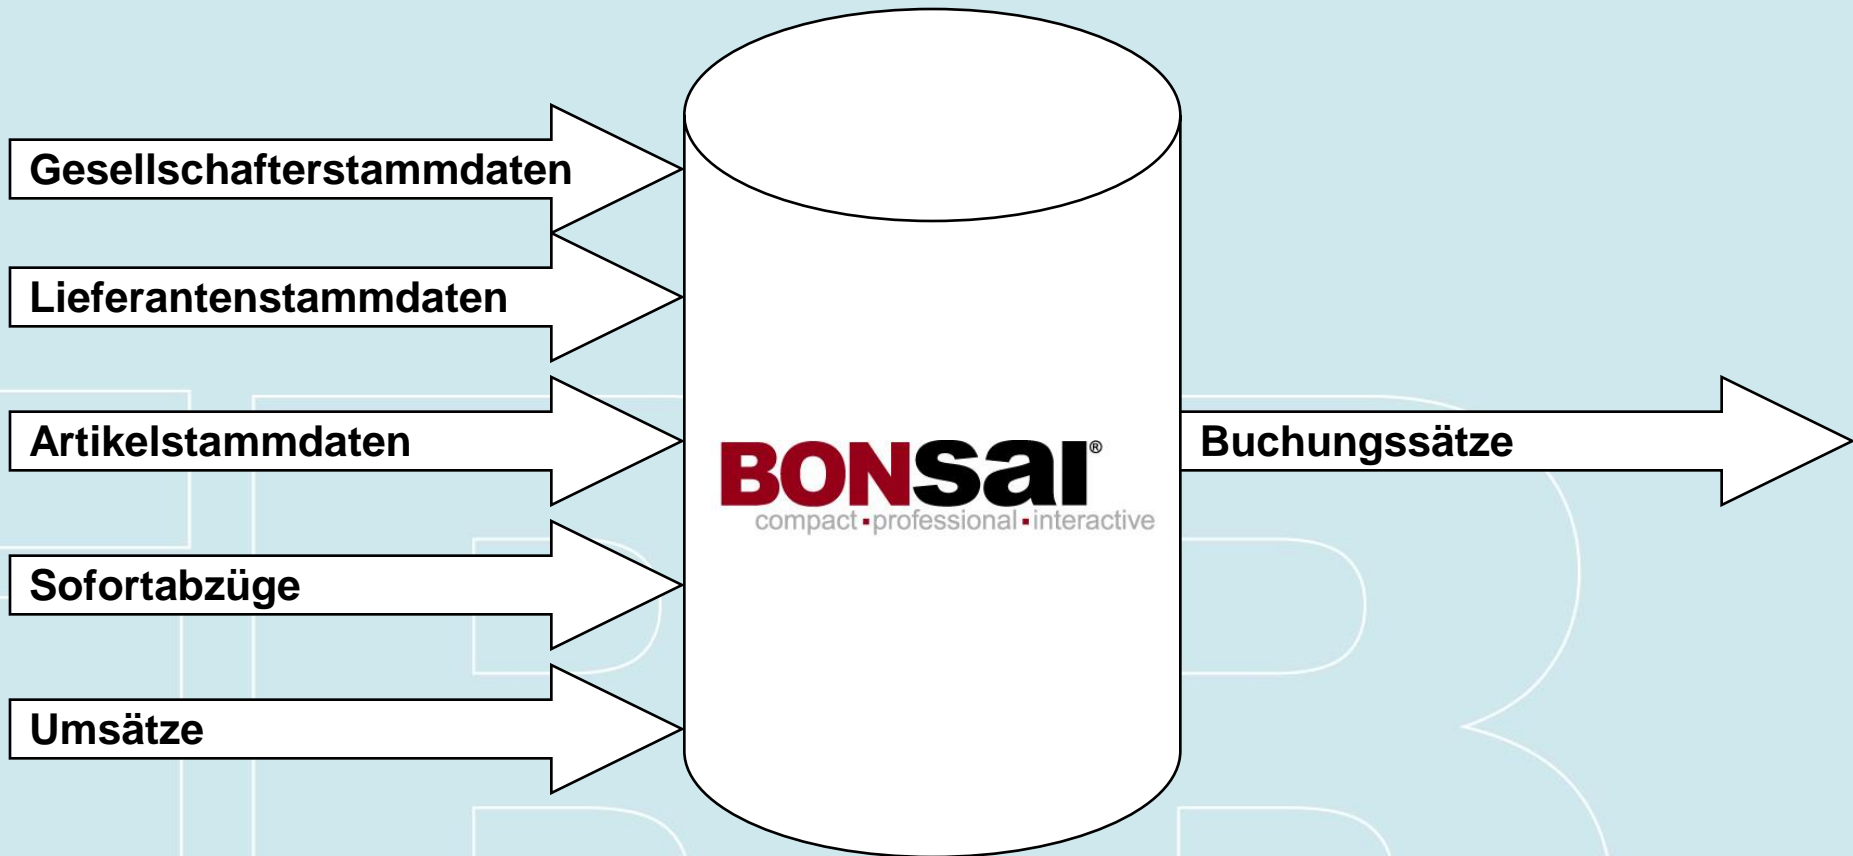 Gesellschafterstammdaten
Lieferantenstammdaten
Artikelstammdaten
Sofortabzüge
Umsätze
BONSaI®
compact ▪ professional ▪ interactive
Buchungssätze